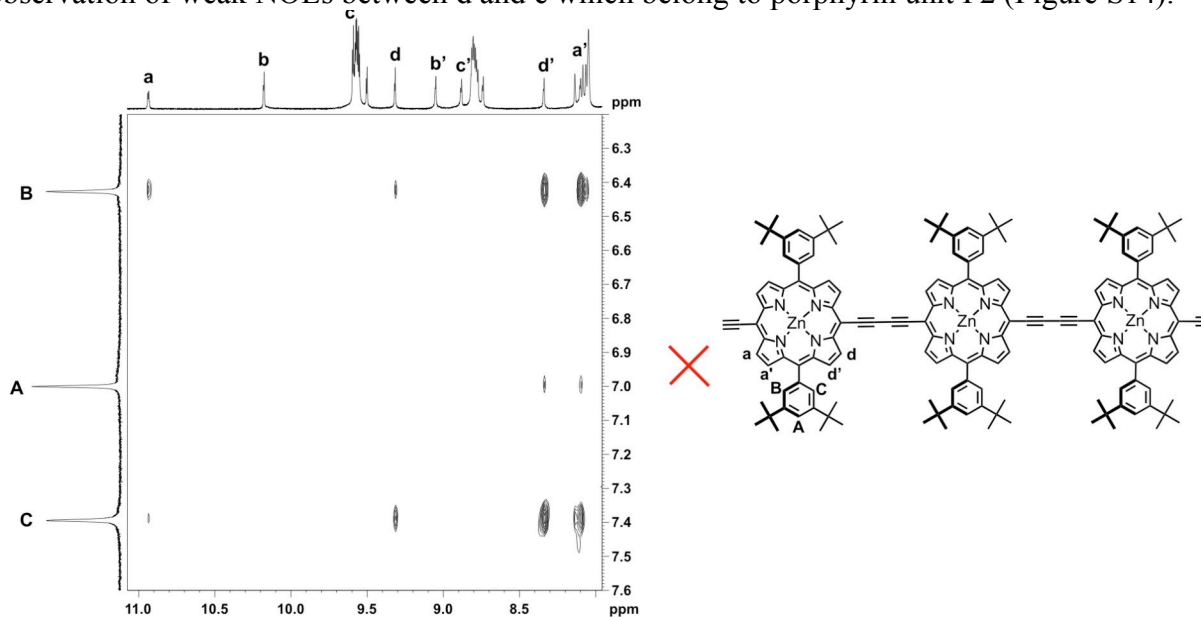 observation of weak NOEs between d and c which belong to porphyrin unit P2 (Figure S14).
c
a b d b' c' d' a'
ppm
B
A
C
6.3
6.4
6.5
6.6
6.7
6.8
6.9
7.0
7.1
7.2
7.3
7.4
7.5
7.6
11.0 10.5 10.0 9.5 9.0 8.5 ppm
N N N N Zn
N N N N Zn
N N N N Zn
a d
a' d'
B C
A